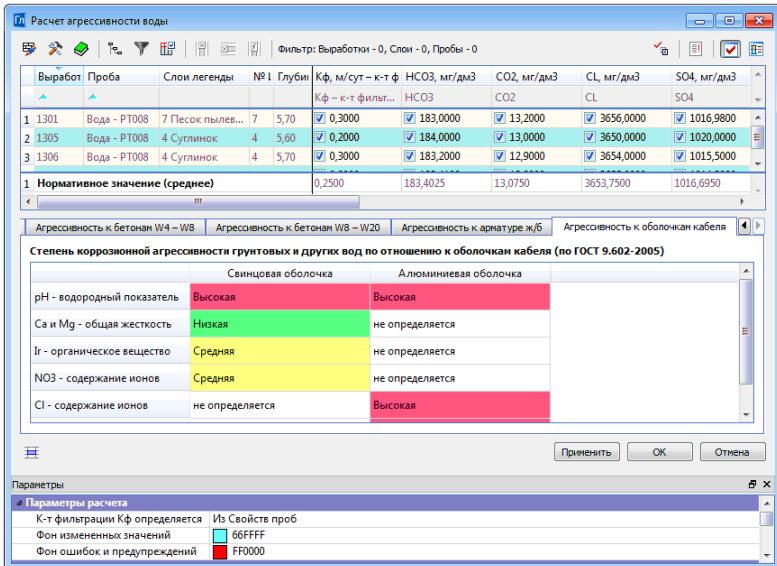 Расчет агрессивности воды
Фильтр: Выработки - 0, Слои - 0, Пробы - 0
Выработ Проба Слои легенды № Глуби Кф, м/сут – к-т ф HCO3, мг/дм3 CO2, мг/дм3 CL, мг/дм3 SO4, мг/дм3
Кф – к-т фильт... HCO3 CO2 CL SO4
1 1301 Вода - РТ008 7 Песок пылев... 7 5,70 0,3000 183,0000 13,2000 3656,0000 1016,9800
2 1305 Вода - РТ008 4 Суглинок 4 5,60 0,2000 184,0000 13,0000 3650,0000 1020,0000
3 1306 Вода - РТ008 4 Суглинок 4 5,70 0,3000 183,2000 12,9000 3654,0000 1015,5000
1 Нормативное значение (среднее) 0,2500 183,4025 13,0750 3653,7500 1016,6950
Агрессивность к бетонам W4 – W8 Агрессивность к бетонам W8 – W20 Агрессивность к арматуре ж/б Агрессивность к оболочкам кабеля
Степень коррозионной агрессивности грунтовых и других вод по отношению к оболочкам кабеля (по ГОСТ 9.602-2005)
Свинцовая оболочка Алюминиевая оболочка
pH - водородный показатель Высокая Высокая
Ca и Mg - общая жесткость Низкая не определяется
Ir - органическое вещество Средняя не определяется
NO3 - содержание ионов Средняя не определяется
Cl - содержание ионов не определяется Высокая
Применить OK Отмена
Параметры
Параметры расчета
К-т фильтрации Кф определяется Из Свойств проб
Фон измененных значений 66FFFF
Фон ошибок и предупреждений FF0000